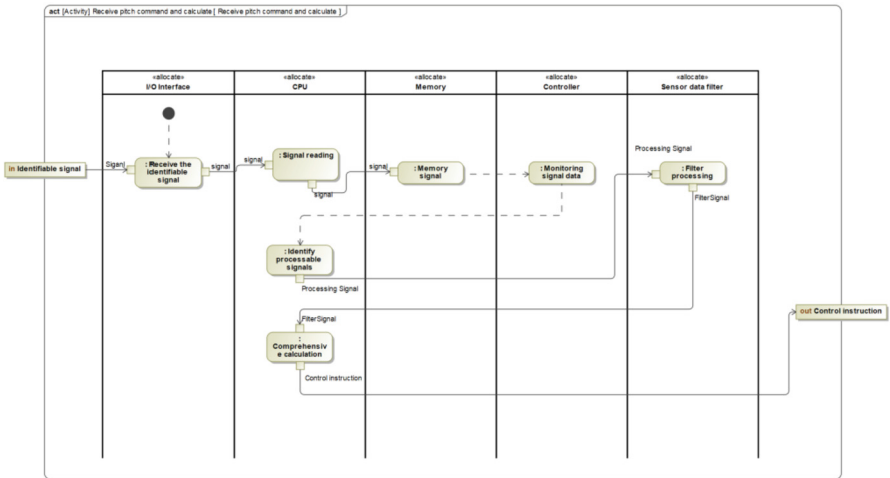 act [Activity] Receive pitch command and calculate [ Receive pitch command and calculate ]
«allocate»
I/O Interface
«allocate»
CPU
«allocate»
Memory
«allocate»
Controller
«allocate»
Sensor data filter
in Identifiable signal
Siganl
: Receive the
identifiable
signal
signal
signal
: Signal reading
signal
signal
: Memory
signal
: Monitoring
signal data
Processing Signal
: Filter
processing
FilterSignal
: Identify
processable
signals
Processing Signal
FilterSignal
:
Comprehensiv
e calculation
Control instruction
out Control instruction